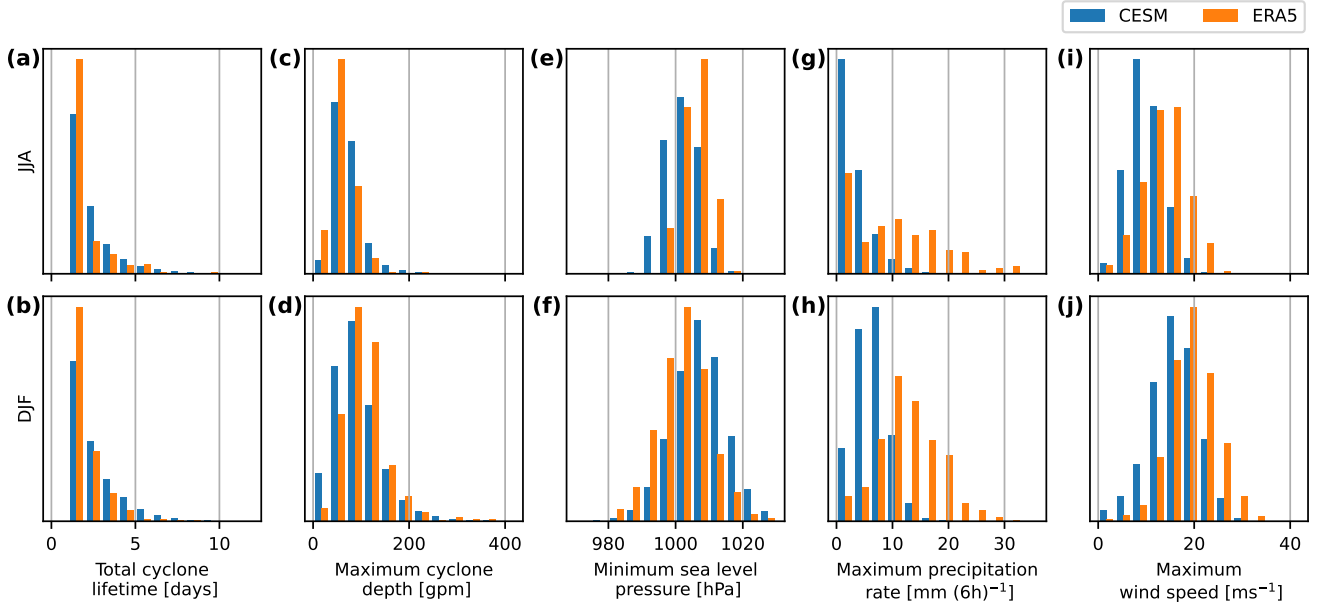 CESM ERA5
(a) (c) (e) (g) (i)
JJA
(b) (d) (f) (h) (j)
DJF
0 5 10 0 200 400 980 1000 1020 0 10 20 30 0 20 40
Total cyclone Maximum cyclone Minimum sea level Maximum precipitation Maximum
lifetime [days] depth [gpm] pressure [hPa] rate [mm (6h)⁻¹] wind speed [ms⁻¹]